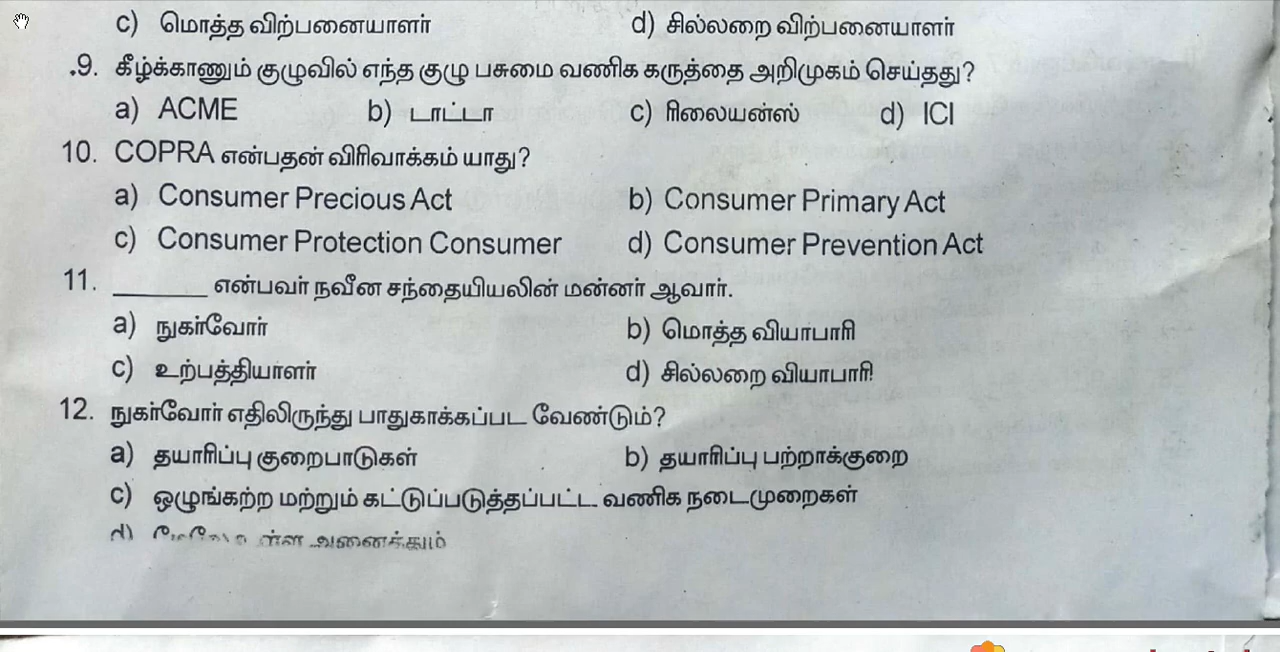 c) மொத்த விற்பனையாளர் d) சில்லறை விற்பனையாளர்
.9. கீழ்க்காணும் குழுவில் எந்த குழு பசுமை வணிக கருத்தை அறிமுகம் செய்தது?
a) ACME b) டாட்டா c) ரிலையன்ஸ் d) ICI
10. COPRA என்பதன் விரிவாக்கம் யாது?
a) Consumer Precious Act b) Consumer Primary Act
c) Consumer Protection Consumer d) Consumer Prevention Act
11. ______ என்பவர் நவீன சந்தையியலின் மன்னர் ஆவார்.
a) நுகர்வோர் b) மொத்த வியாபாரி
c) உற்பத்தியாளர் d) சில்லறை வியாபாரி
12. நுகர்வோர் எதிலிருந்து பாதுகாக்கப்பட வேண்டும்?
a) தயாரிப்பு குறைபாடுகள் b) தயாரிப்பு பற்றாக்குறை
c) ஒழுங்கற்ற மற்றும் கட்டுப்படுத்தப்பட்ட வணிக நடைமுறைகள்
d) அனைத்தும்